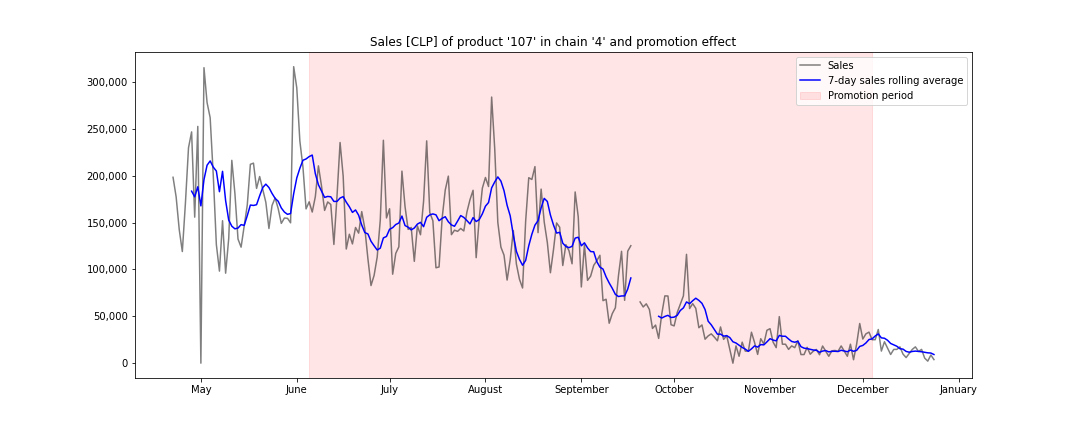 Sales [CLP] of product '107' in chain '4' and promotion effect
Sales
7-day sales rolling average
Promotion period
300,000
250,000
200,000
150,000
100,000
50,000
0
May June July August September October November December January